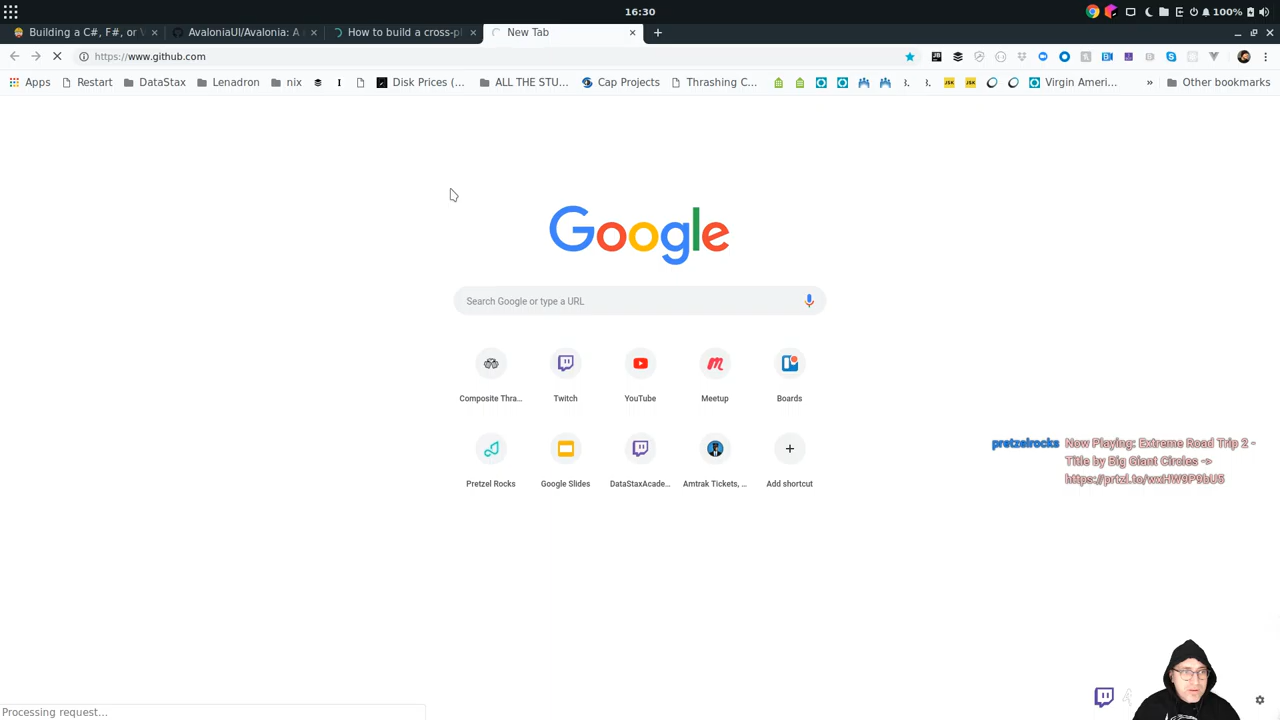 16:30
100%
Building a C#, F#, or V
AvaloniaUI/Avalonia: A
How to build a cross-pl
New Tab
https://www.github.com
Apps
Restart
DataStax
Lenadron
nix
Disk Prices (...
ALL THE STU...
Cap Projects
Thrashing C...
Virgin Ameri...
»
Other bookmarks
Google
Search Google or type a URL
Composite Thra...
Twitch
YouTube
Meetup
Boards
Pretzel Rocks
Google Slides
DataStaxAcade...
Amtrak Tickets, ...
Add shortcut
pretzelrocks Now Playing: Extreme Road Trip 2 -
Title by Big Giant Circles ->
https://prtzl.to/wxHW9P9bU5
Processing request...